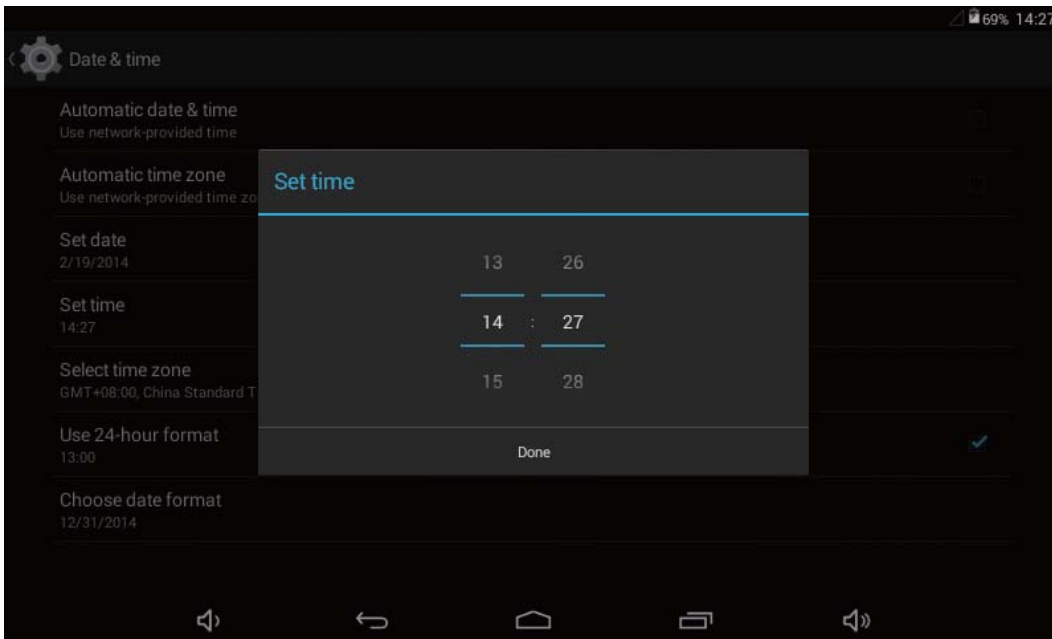 69% 14:27
Date & time
Automatic date & time
Use network-provided time
Automatic time zone
Use network-provided time zo
Set date
2/19/2014
Set time
14:27
Select time zone
GMT+08:00, China Standard T
Use 24-hour format
13:00
Choose date format
12/31/2014
Set time
13 26
14 : 27
15 28
Done